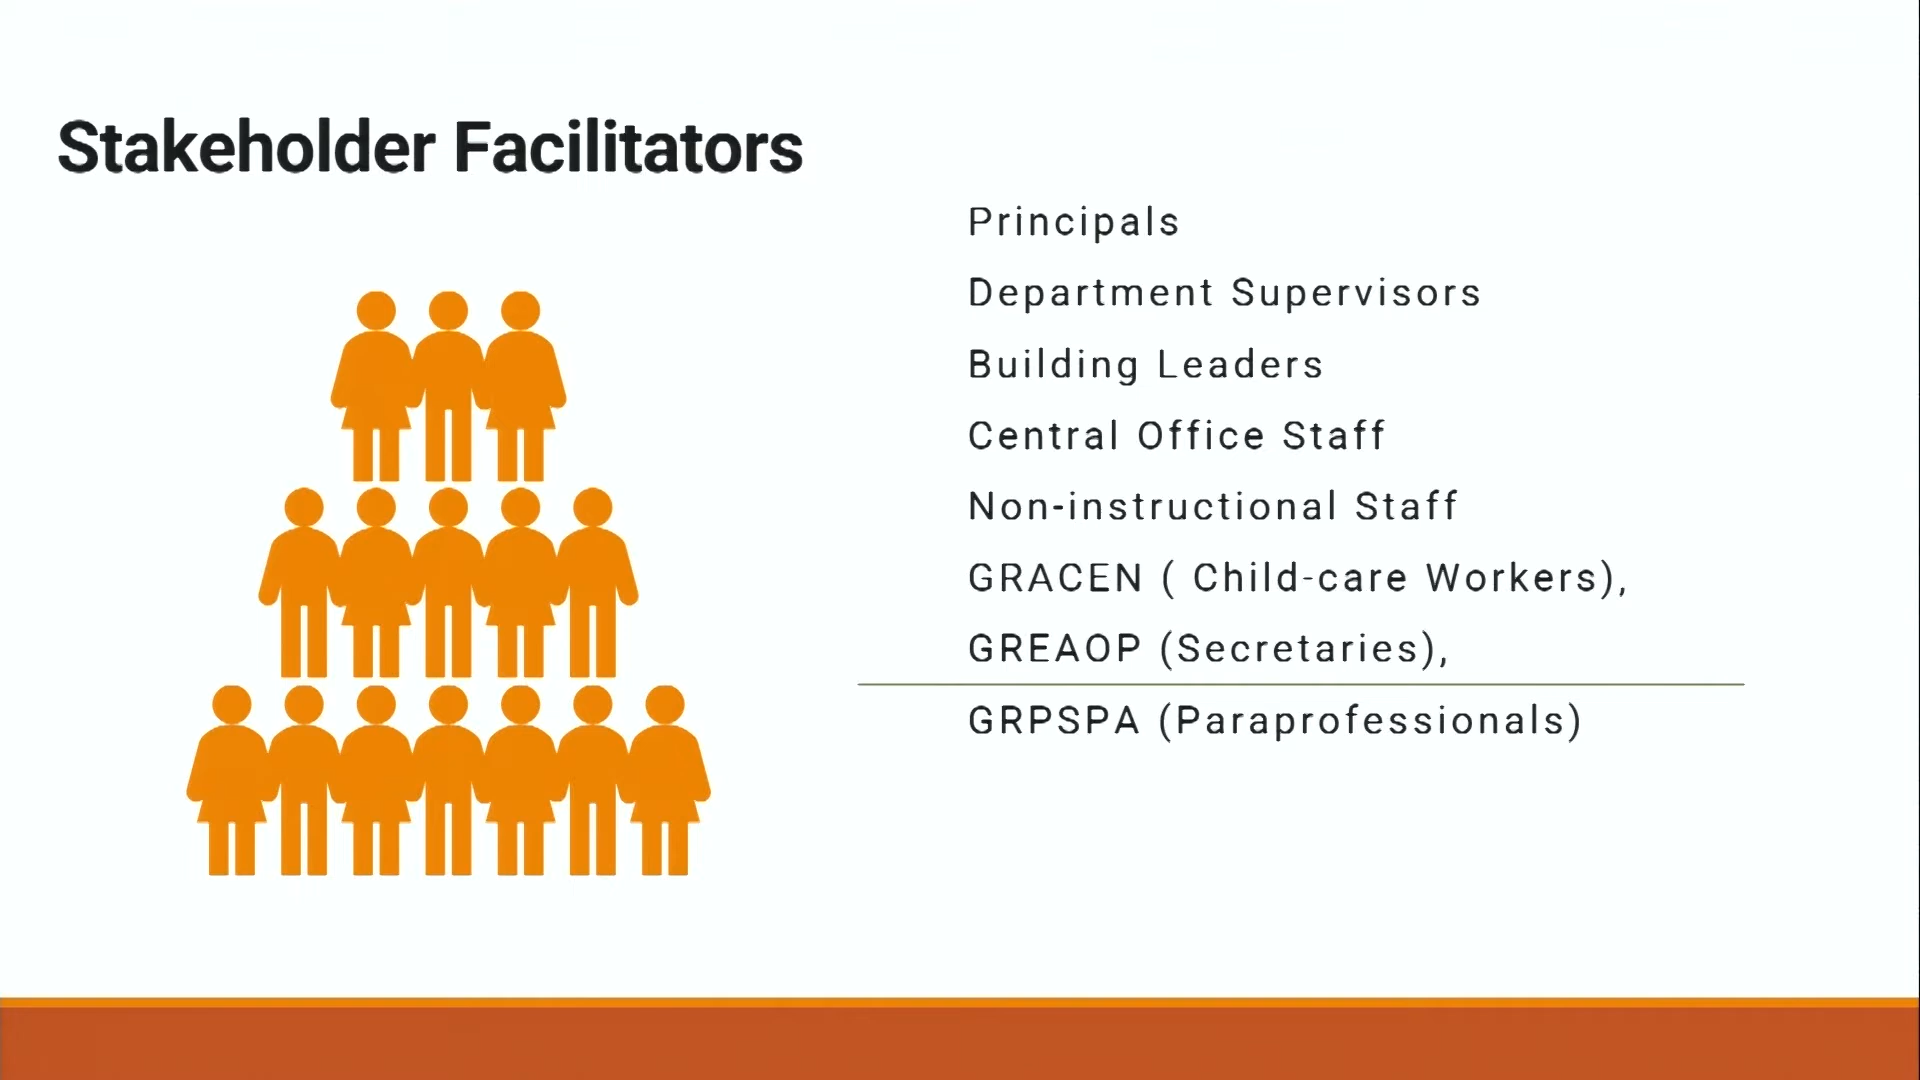 Stakeholder Facilitators
Principals
Department Supervisors
Building Leaders
Central Office Staff
Non-instructional Staff
GRACEN ( Child-care Workers),
GREAOP (Secretaries),
GRPSPA (Paraprofessionals)